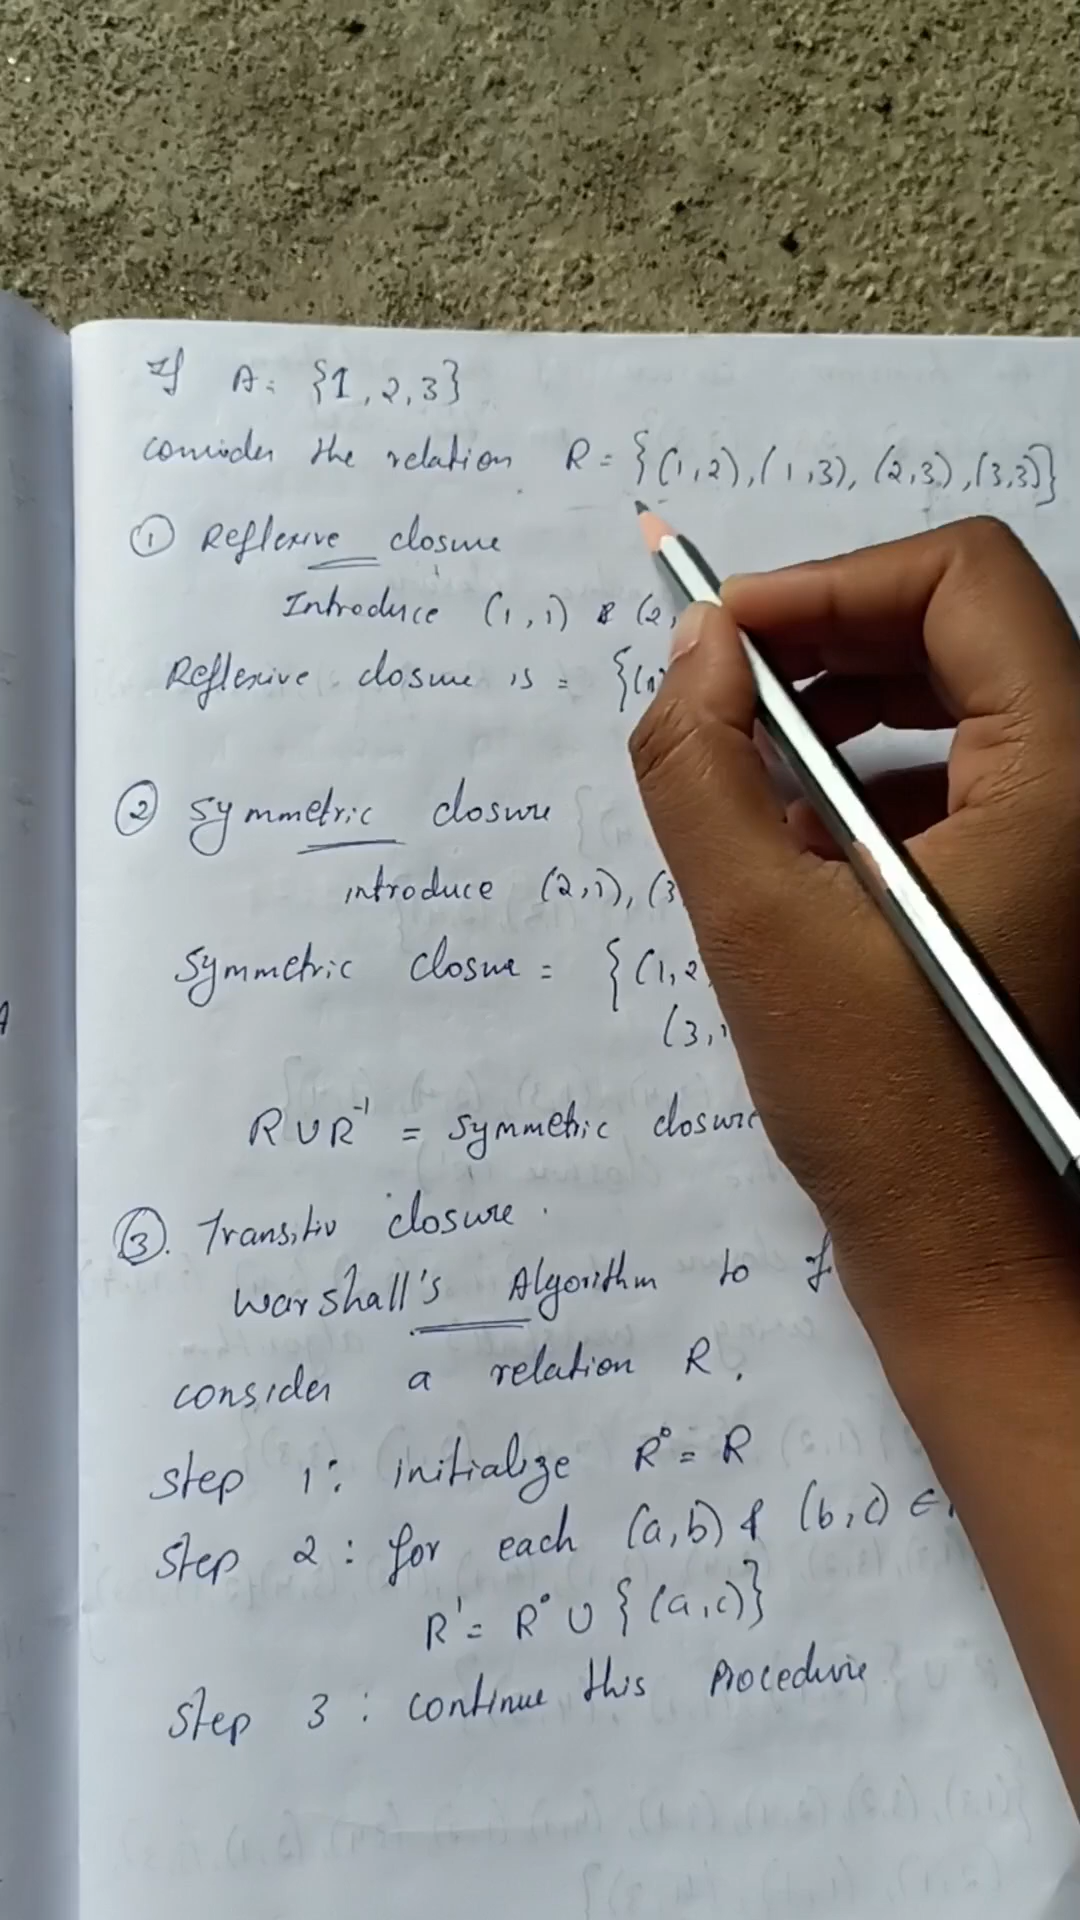 If A = {1, 2, 3}
consider the relation R = {(1,2), (1,3), (2,3), (3,3)}
① Reflexive closure
Introduce (1,1) & (2,
Reflexive closure is = {(1
② Symmetric closure
introduce (2,1), (3
Symmetric closure = {(1,2
(3,1
R ∪ R⁻¹ = Symmetric closure
③. Transitiv closure.
Warshall's Algorithm to f
consider a relation R.
Step 1: initialize R⁰ = R
Step 2: for each (a,b) & (b,c) ∈
R¹ = R⁰ ∪ {(a,c)}
Step 3: continue this procedure